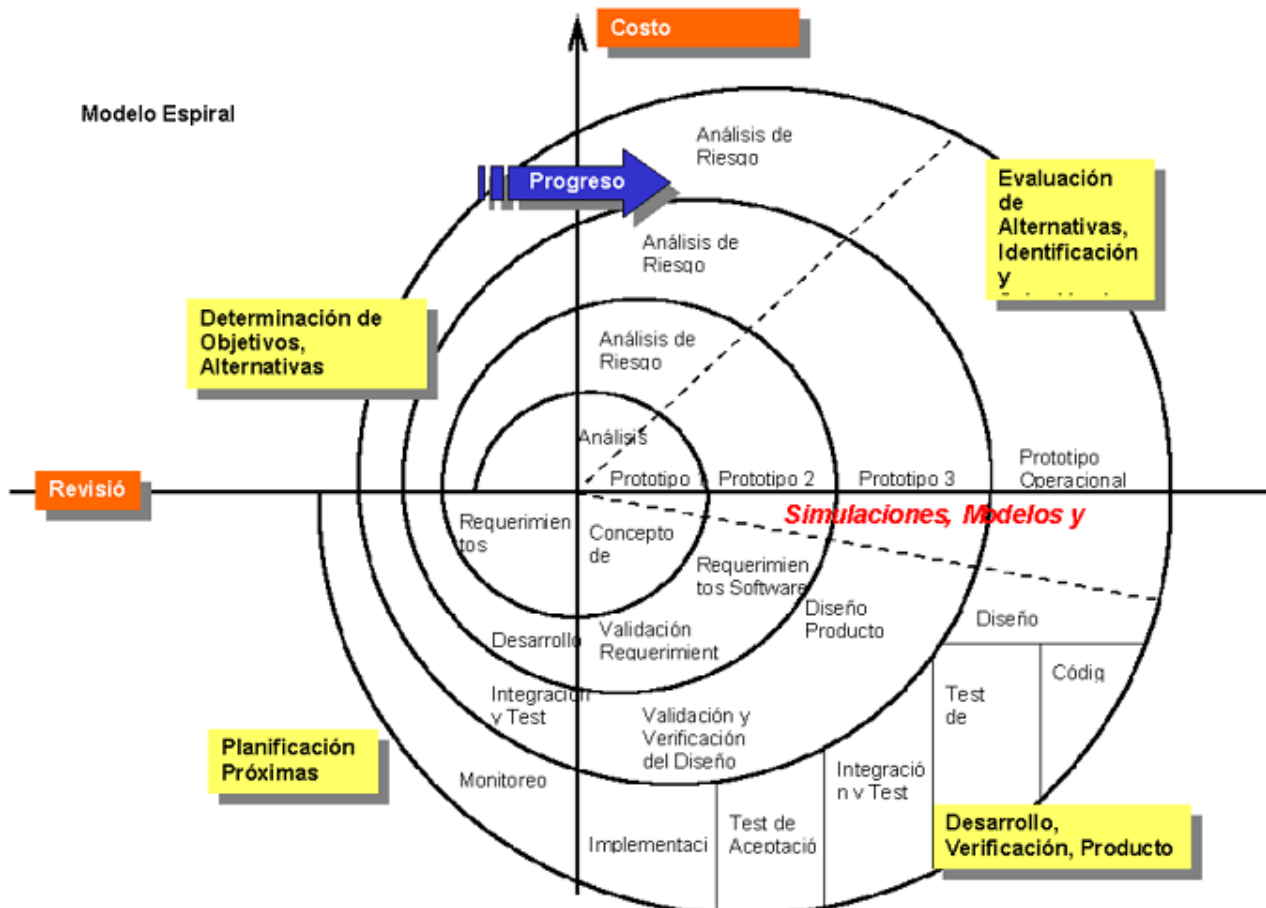 Costo
Modelo Espiral
Análisis de
Riesgo
Progreso
Evaluación
de
Alternativas,
Identificación
y
Análisis de
Riesgo
Determinación de
Objetivos,
Alternativas
Análisis de
Riesgo
Análisis
Prototipo 1
Prototipo 2
Prototipo 3
Prototipo
Operacional
Revisió
Simulaciones, Modelos y
Requerimien
tos
Concepto
de
Requerimien
tos Software
Diseño
Producto
Diseño
Desarrollo
Validación
Requerimient
Códig
Test
de
Integración
y Test
Validación y
Verificación
del Diseño
Planificación
Próximas
Monitoreo
Integració
n y Test
Implementaci
Test de
Aceptació
Desarrollo,
Verificación, Producto